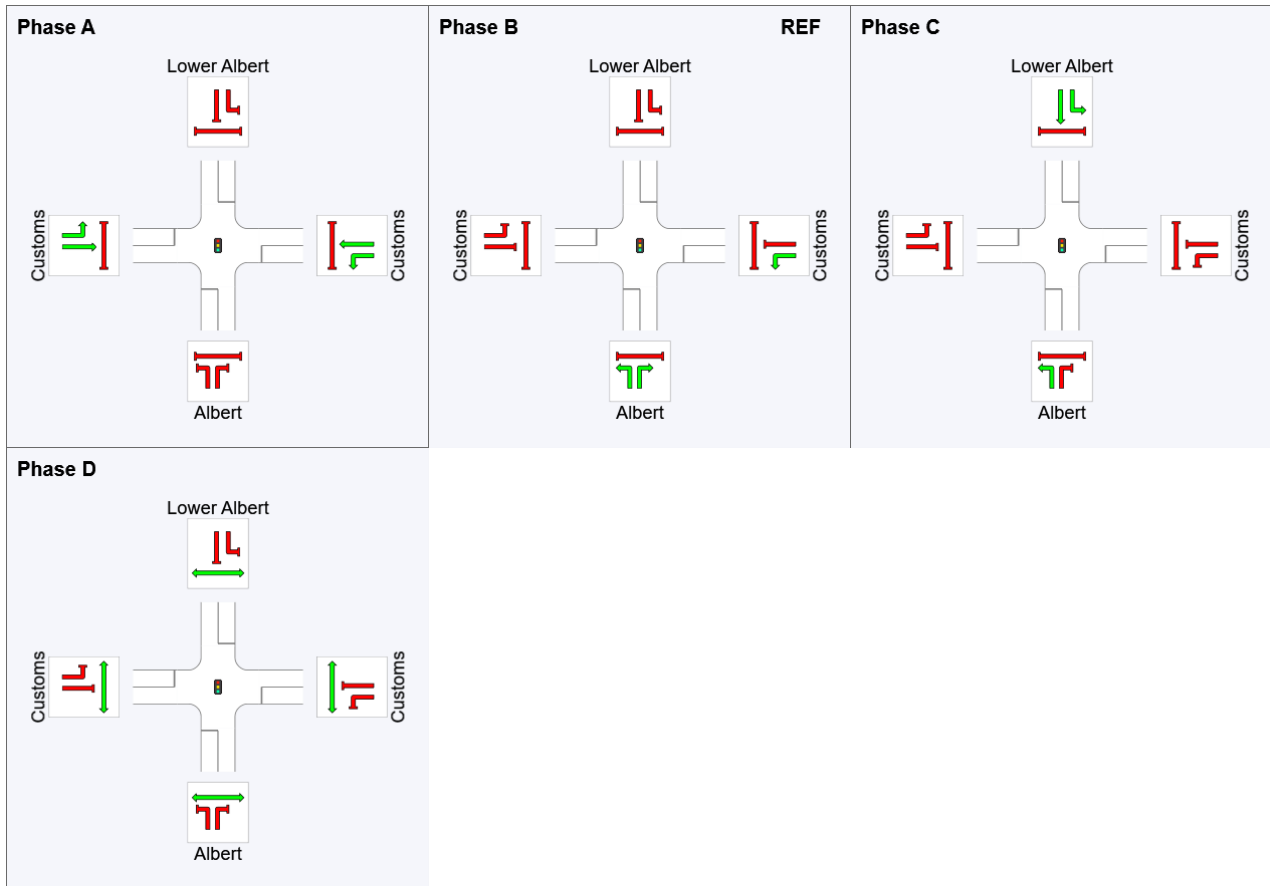 Phase A
Lower Albert
Customs
Customs
Albert
Phase B
REF
Lower Albert
Customs
Customs
Albert
Phase C
Lower Albert
Customs
Customs
Albert
Phase D
Lower Albert
Customs
Customs
Albert